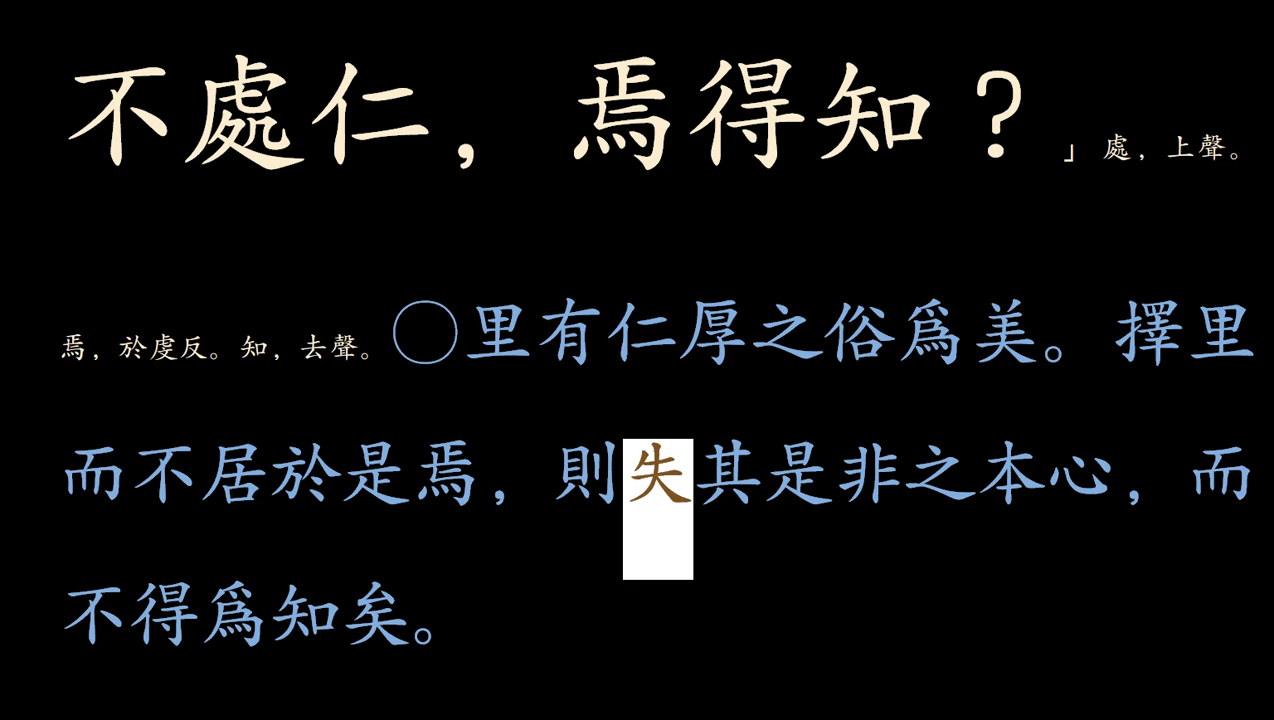 不處仁，焉得知？」處，上聲。
焉，於虔反。知，去聲。◯里有仁厚之俗爲美。擇里
而不居於是焉，則失其是非之本心，而
不得爲知矣。